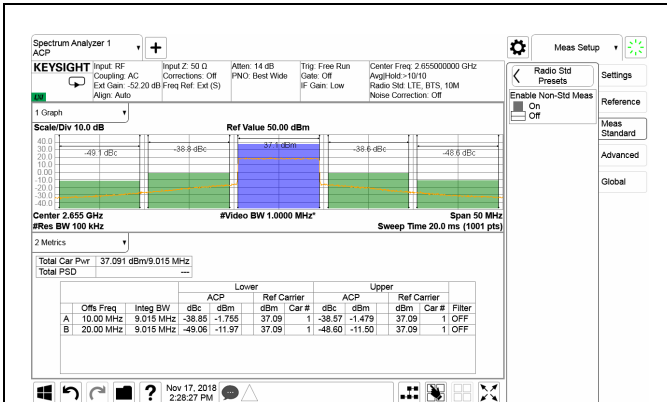 Spectrum Analyzer 1
ACP
Meas Setup
KEYSIGHT
Input: RF
Coupling: AC
Ext Gain: -52.20 dB
Align: Auto
Input Z: 50 Ω
Corrections: Off
Freq Ref: Ext (S)
Atten: 14 dB
PNO: Best Wide
Trig: Free Run
Gate: Off
IF Gain: Low
Center Freq: 2.655000000 GHz
Avg|Hold:>10/10
Radio Std: LTE, BTS, 10M
Noise Correction: Off
LXI
Radio Std
Presets
Enable Non-Std Meas
On
Off
Settings
Reference
Meas
Standard
Advanced
Global
1 Graph
Scale/Div 10.0 dB
Ref Value 50.00 dBm
40.0
30.0
20.0
10.0
0.00
-10.0
-20.0
-30.0
-40.0
-49.1 dBc
-38.8 dBc
37.1 dBm
-38.6 dBc
-48.6 dBc
Center 2.655 GHz
#Video BW 1.0000 MHz*
Span 50 MHz
#Res BW 100 kHz
Sweep Time 20.0 ms (1001 pts)
2 Metrics
Total Car Pwr 37.091 dBm/9.015 MHz
Total PSD ---
Lower Upper
ACP Ref Carrier ACP Ref Carrier
Offs Freq Integ BW dBc dBm dBm Car # dBc dBm dBm Car # Filter
A 10.00 MHz 9.015 MHz -38.85 -1.755 37.09 1 -38.57 -1.479 37.09 1 OFF
B 20.00 MHz 9.015 MHz -49.06 -11.97 37.09 1 -48.60 -11.50 37.09 1 OFF
?
Nov 17, 2018
2:28:27 PM